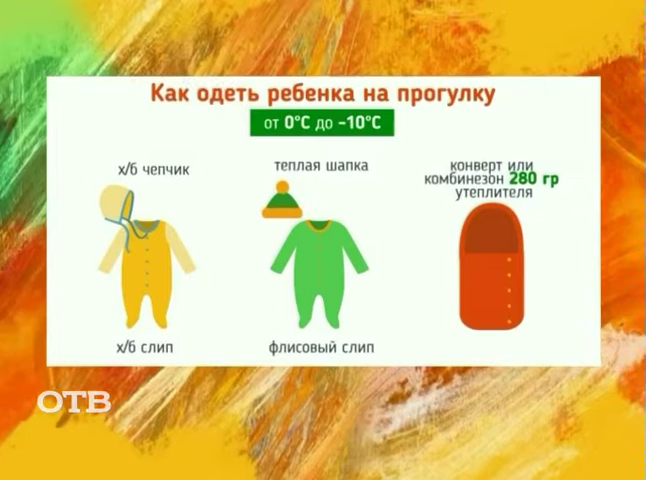 Как одеть ребенка на прогулку
от 0°C до -10°C
х/б чепчик
теплая шапка
конверт или
комбинезон 280 гр
утеплителя
х/б слип
флисовый слип
ОТВ